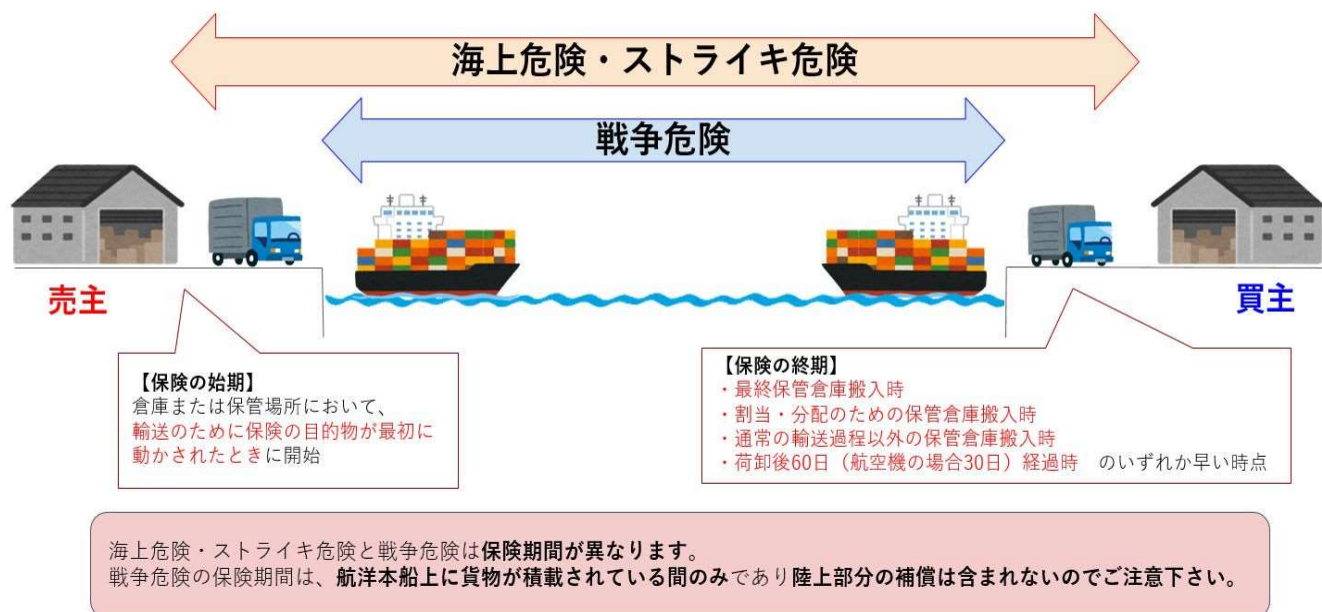 海上危険・ストライキ危険
戦争危険
売主
買主
【保険の始期】
倉庫または保管場所において、
輸送のために保険の目的物が最初に
動かされたときに開始
【保険の終期】
・最終保管倉庫搬入時
・割当・分配のための保管倉庫搬入時
・通常の輸送過程以外の保管倉庫搬入時
・荷卸後60日（航空機の場合30日）経過時　のいずれか早い時点
海上危険・ストライキ危険と戦争危険は保険期間が異なります。
戦争危険の保険期間は、航洋本船上に貨物が積載されている間のみであり陸上部分の補償は含まれないのでご注意下さい。